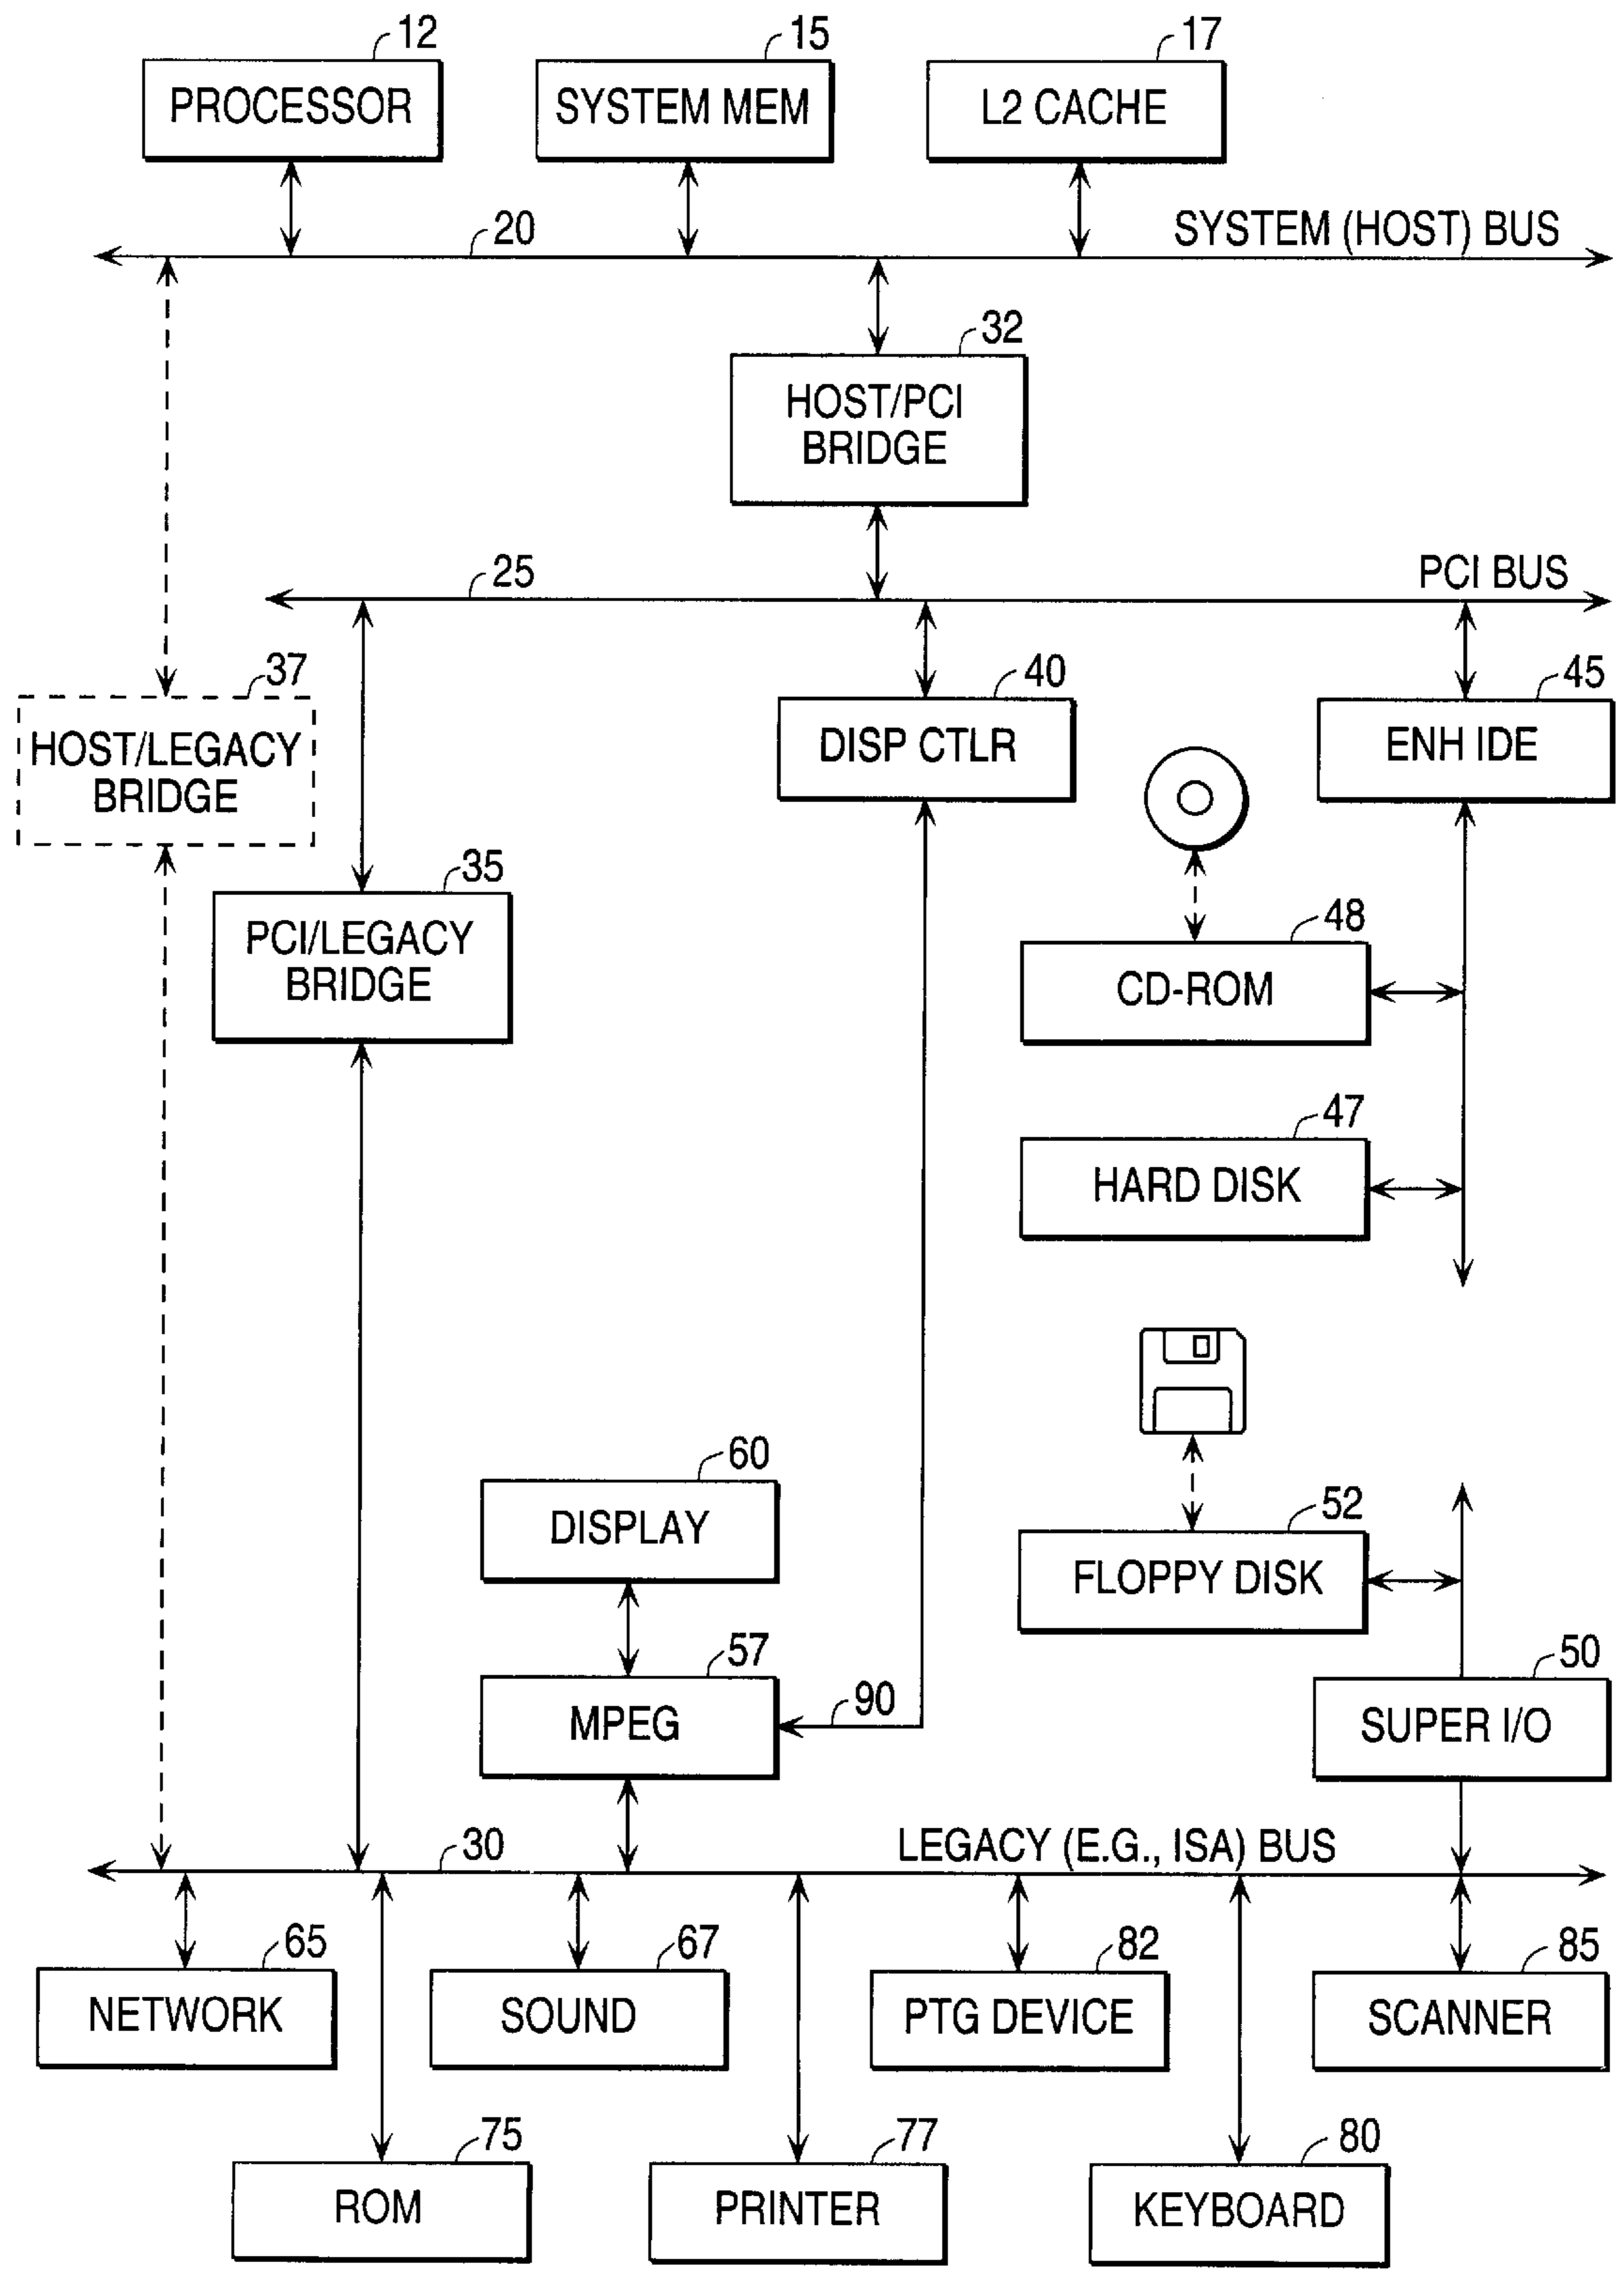 12
15
17
PROCESSOR
SYSTEM MEM
L2 CACHE
20
SYSTEM (HOST) BUS
32
HOST/PCI
BRIDGE
25
PCI BUS
37
40
45
HOST/LEGACY
BRIDGE
DISP CTLR
ENH IDE
35
PCI/LEGACY
BRIDGE
48
CD-ROM
47
HARD DISK
60
DISPLAY
52
FLOPPY DISK
57
MPEG
90
50
SUPER I/O
30
LEGACY (E.G., ISA) BUS
65
67
82
85
NETWORK
SOUND
PTG DEVICE
SCANNER
75
77
80
ROM
PRINTER
KEYBOARD